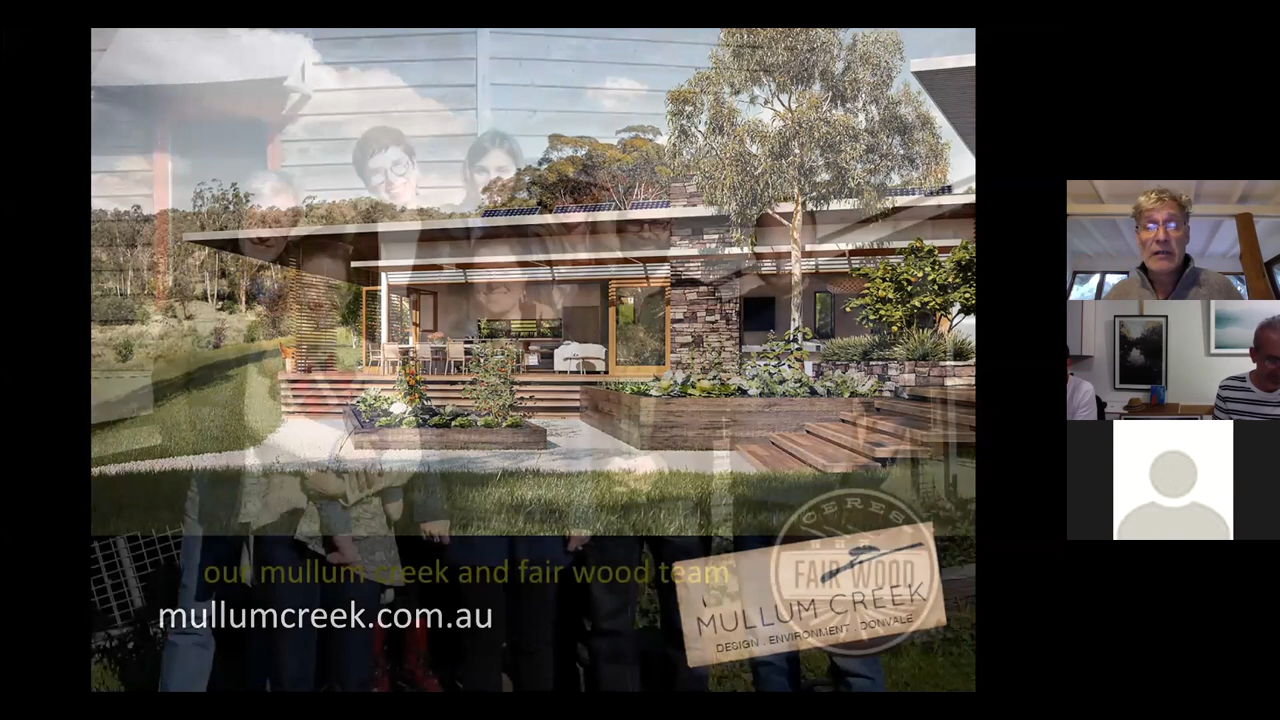 our mullum creek and fair wood team
mullumcreek.com.au
CERES
FAIR WOOD
MULLUM CREEK
DESIGN . ENVIRONMENT . DONVALE